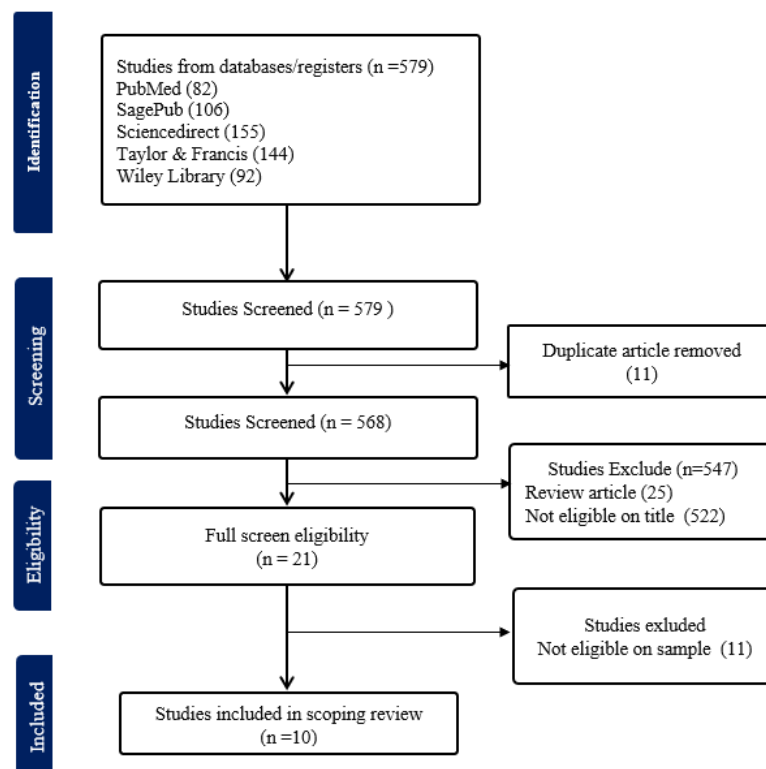 Identification
Studies from databases/registers (n =579)
PubMed (82)
SagePub (106)
Sciencedirect (155)
Taylor & Francis (144)
Wiley Library (92)
Screening
Studies Screened (n = 579 )
Duplicate article removed
(11)
Studies Screened (n = 568)
Studies Exclude (n=547)
Review article (25)
Not eligible on title (522)
Eligibility
Full screen eligibility
(n = 21)
Studies exluded
Not eligible on sample (11)
Included
Studies included in scoping review
(n =10)